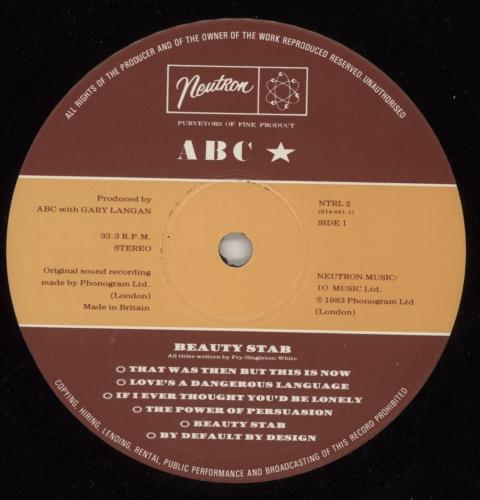 ALL RIGHTS OF THE PRODUCER AND OF THE OWNER OF THE WORK REPRODUCED RESERVED. UNAUTHORISED
Neutron
PURVEYORS OF FINE PRODUCT
ABC ★
Produced by
ABC with GARY LANGAN
33.3 R.P.M.
STEREO
Original sound recording
made by Phonogram Ltd.
(London)
Made in Britain
NTRL 2
(814 661.1)
SIDE 1
NEUTRON MUSIC/
10 MUSIC Ltd.
℗ 1983 Phonogram Ltd
(London)
BEAUTY STAB
All titles written by Fry/Singleton/White
THAT WAS THEN BUT THIS IS NOW
LOVE'S A DANGEROUS LANGUAGE
IF I EVER THOUGHT YOU'D BE LONELY
THE POWER OF PERSUASION
BEAUTY STAB
BY DEFAULT BY DESIGN
COPYING, HIRING, LENDING, RENTAL, PUBLIC PERFORMANCE AND BROADCASTING OF THIS RECORD PROHIBITED